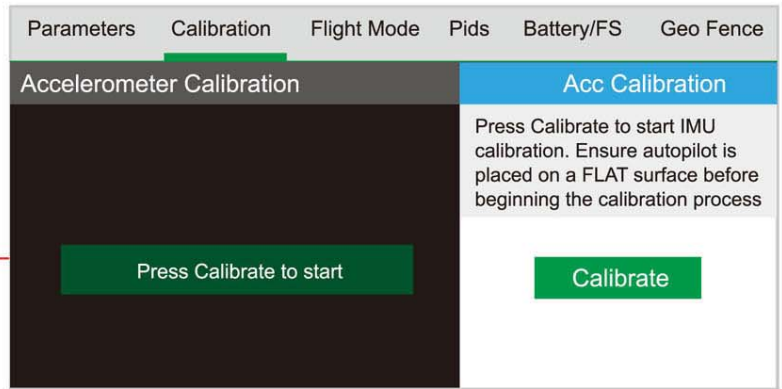 Parameters Calibration Flight Mode Pids Battery/FS Geo Fence
Accelerometer Calibration
Acc Calibration
Press Calibrate to start IMU
calibration. Ensure autopilot is
placed on a FLAT surface before
beginning the calibration process
Press Calibrate to start
Calibrate